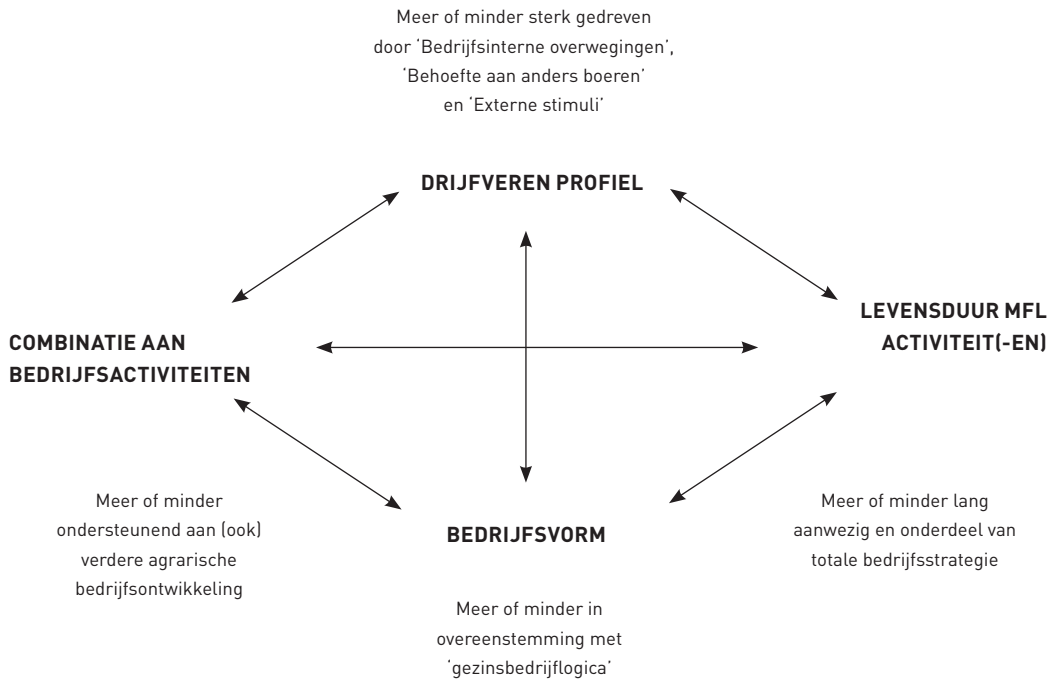 Meer of minder sterk gedreven
door ‘Bedrijfsinterne overwegingen’,
‘Behoefte aan anders boeren’
en ‘Externe stimuli’
DRIJFVEREN PROFIEL
LEVENSDUUR MFL
ACTIVITEIT(-EN)
COMBINATIE AAN
BEDRIJFSACTIVITEITEN
Meer of minder
ondersteunend aan (ook)
verdere agrarische
bedrijfsontwikkeling
BEDRIJFSVORM
Meer of minder in
overeenstemming met
‘gezinsbedrijflogica’
Meer of minder lang
aanwezig en onderdeel van
totale bedrijfsstrategie